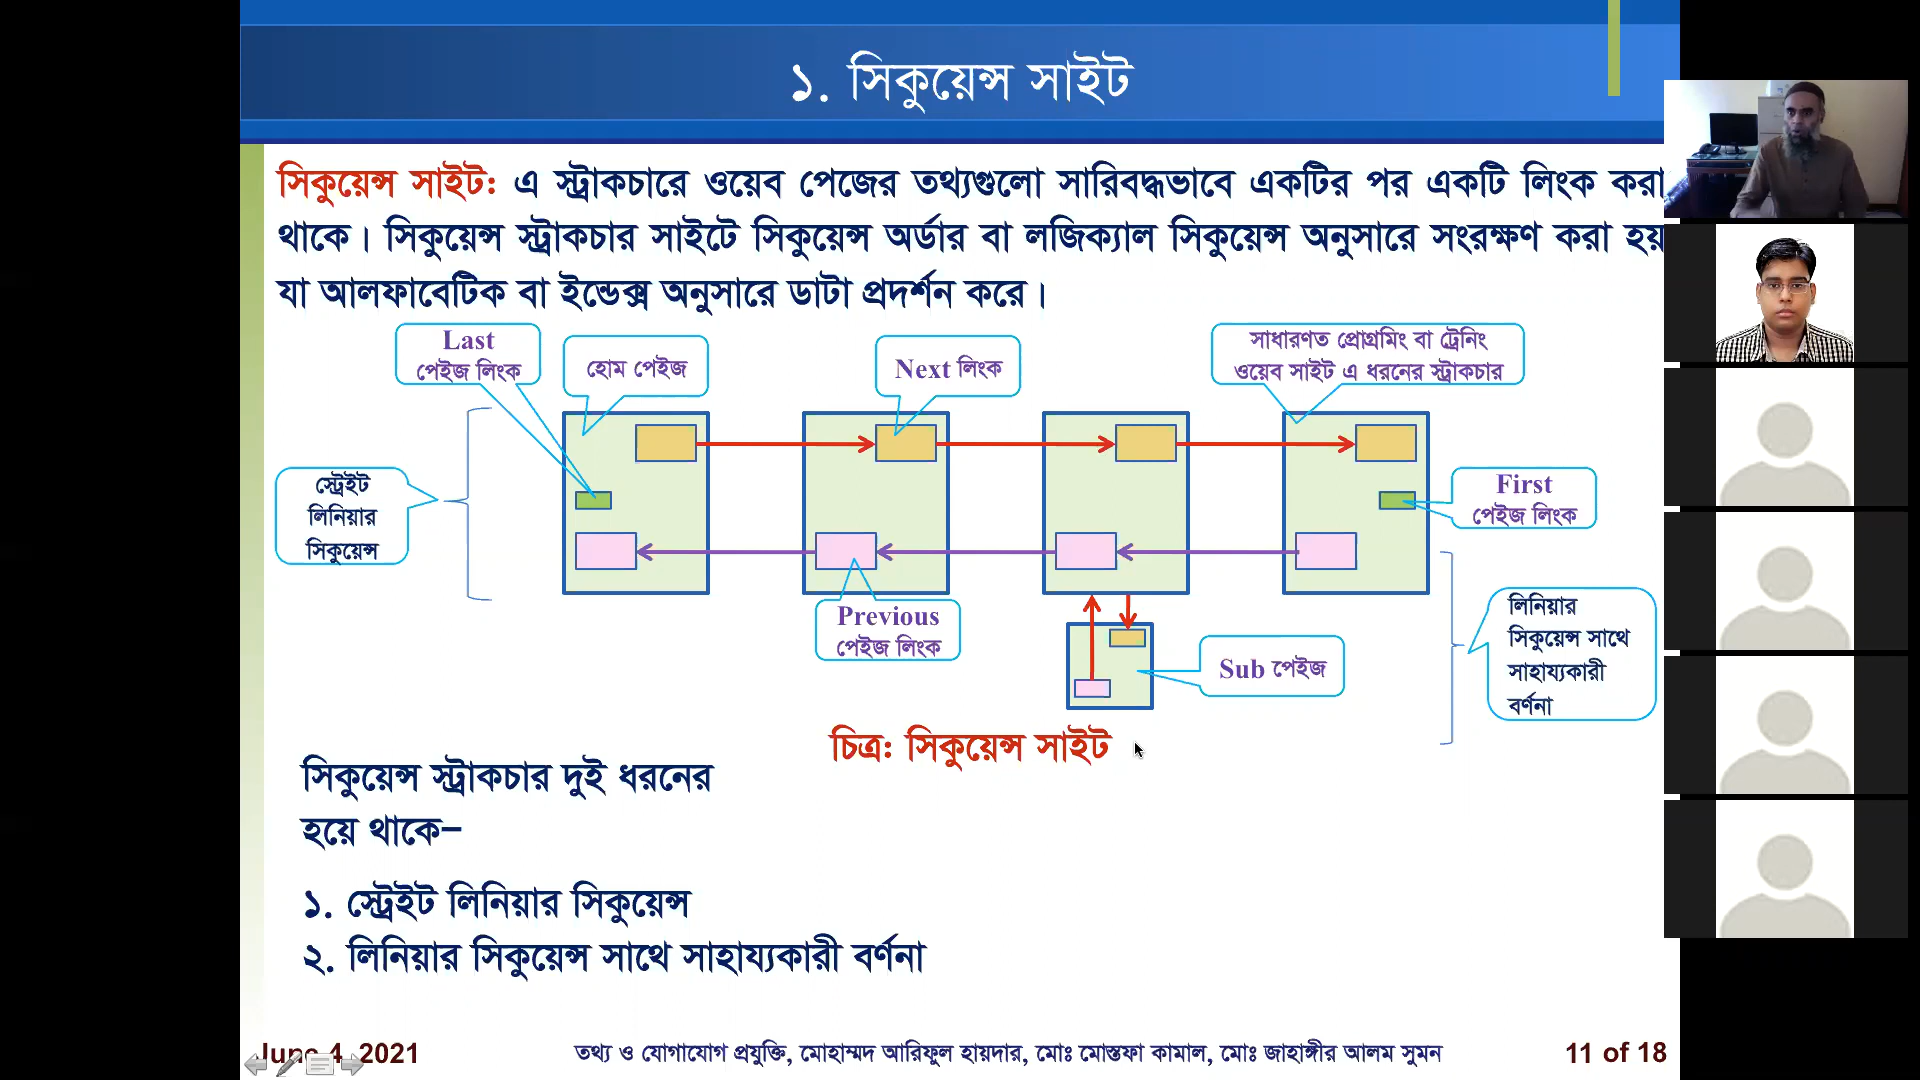 ১. সিকুয়েন্স সাইট
সিকুয়েন্স সাইট: এ স্ট্রাকচারে ওয়েব পেজের তথ্যগুলো সারিবদ্ধভাবে একটির পর একটি লিংক করা
থাকে। সিকুয়েন্স স্ট্রাকচার সাইটে সিকুয়েন্স অর্ডার বা লজিক্যাল সিকুয়েন্স অনুসারে সংরক্ষণ করা হয়
যা আলফাবেটিক বা ইন্ডেক্স অনুসারে ডাটা প্রদর্শন করে।
Last
পেইজ লিংক
হোম পেইজ
Next লিংক
সাধারণত প্রোগ্রমিং বা ট্রেনিং
ওয়েব সাইট এ ধরনের স্ট্রাকচার
স্ট্রেইট
লিনিয়ার
সিকুয়েন্স
First
পেইজ লিংক
Previous
পেইজ লিংক
Sub পেইজ
লিনিয়ার
সিকুয়েন্স সাথে
সাহায্যকারী
বর্ণনা
চিত্র: সিকুয়েন্স সাইট
সিকুয়েন্স স্ট্রাকচার দুই ধরনের
হয়ে থাকে–
১. স্ট্রেইট লিনিয়ার সিকুয়েন্স
২. লিনিয়ার সিকুয়েন্স সাথে সাহায্যকারী বর্ণনা
June 4, 2021
তথ্য ও যোগাযোগ প্রযুক্তি, মোহাম্মদ আরিফূল হায়দার, মোঃ মোস্তফা কামাল, মোঃ জাহাঙ্গীর আলম সুমন
11 of 18